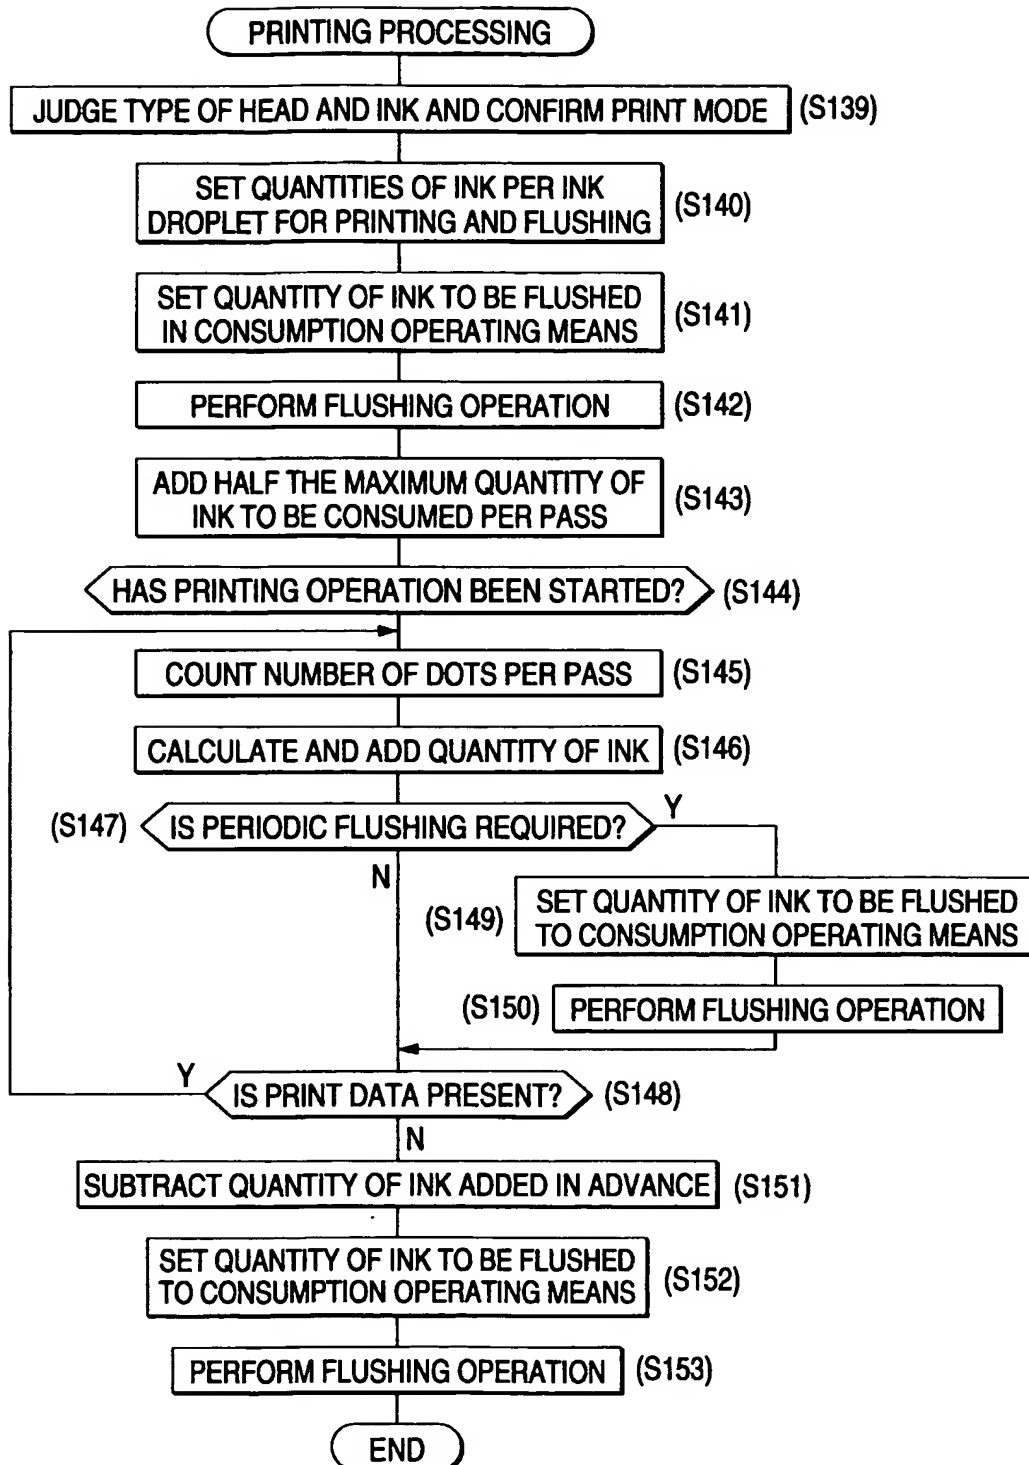 PRINTING PROCESSING
JUDGE TYPE OF HEAD AND INK AND CONFIRM PRINT MODE (S139)
SET QUANTITIES OF INK PER INK
DROPLET FOR PRINTING AND FLUSHING
(S140)
SET QUANTITY OF INK TO BE FLUSHED
IN CONSUMPTION OPERATING MEANS
(S141)
PERFORM FLUSHING OPERATION (S142)
ADD HALF THE MAXIMUM QUANTITY OF
INK TO BE CONSUMED PER PASS
(S143)
HAS PRINTING OPERATION BEEN STARTED? (S144)
COUNT NUMBER OF DOTS PER PASS (S145)
CALCULATE AND ADD QUANTITY OF INK (S146)
(S147) IS PERIODIC FLUSHING REQUIRED? Y
N
(S149)
SET QUANTITY OF INK TO BE FLUSHED
TO CONSUMPTION OPERATING MEANS
(S150) PERFORM FLUSHING OPERATION
Y IS PRINT DATA PRESENT? (S148)
N
SUBTRACT QUANTITY OF INK ADDED IN ADVANCE (S151)
SET QUANTITY OF INK TO BE FLUSHED
TO CONSUMPTION OPERATING MEANS
(S152)
PERFORM FLUSHING OPERATION (S153)
END